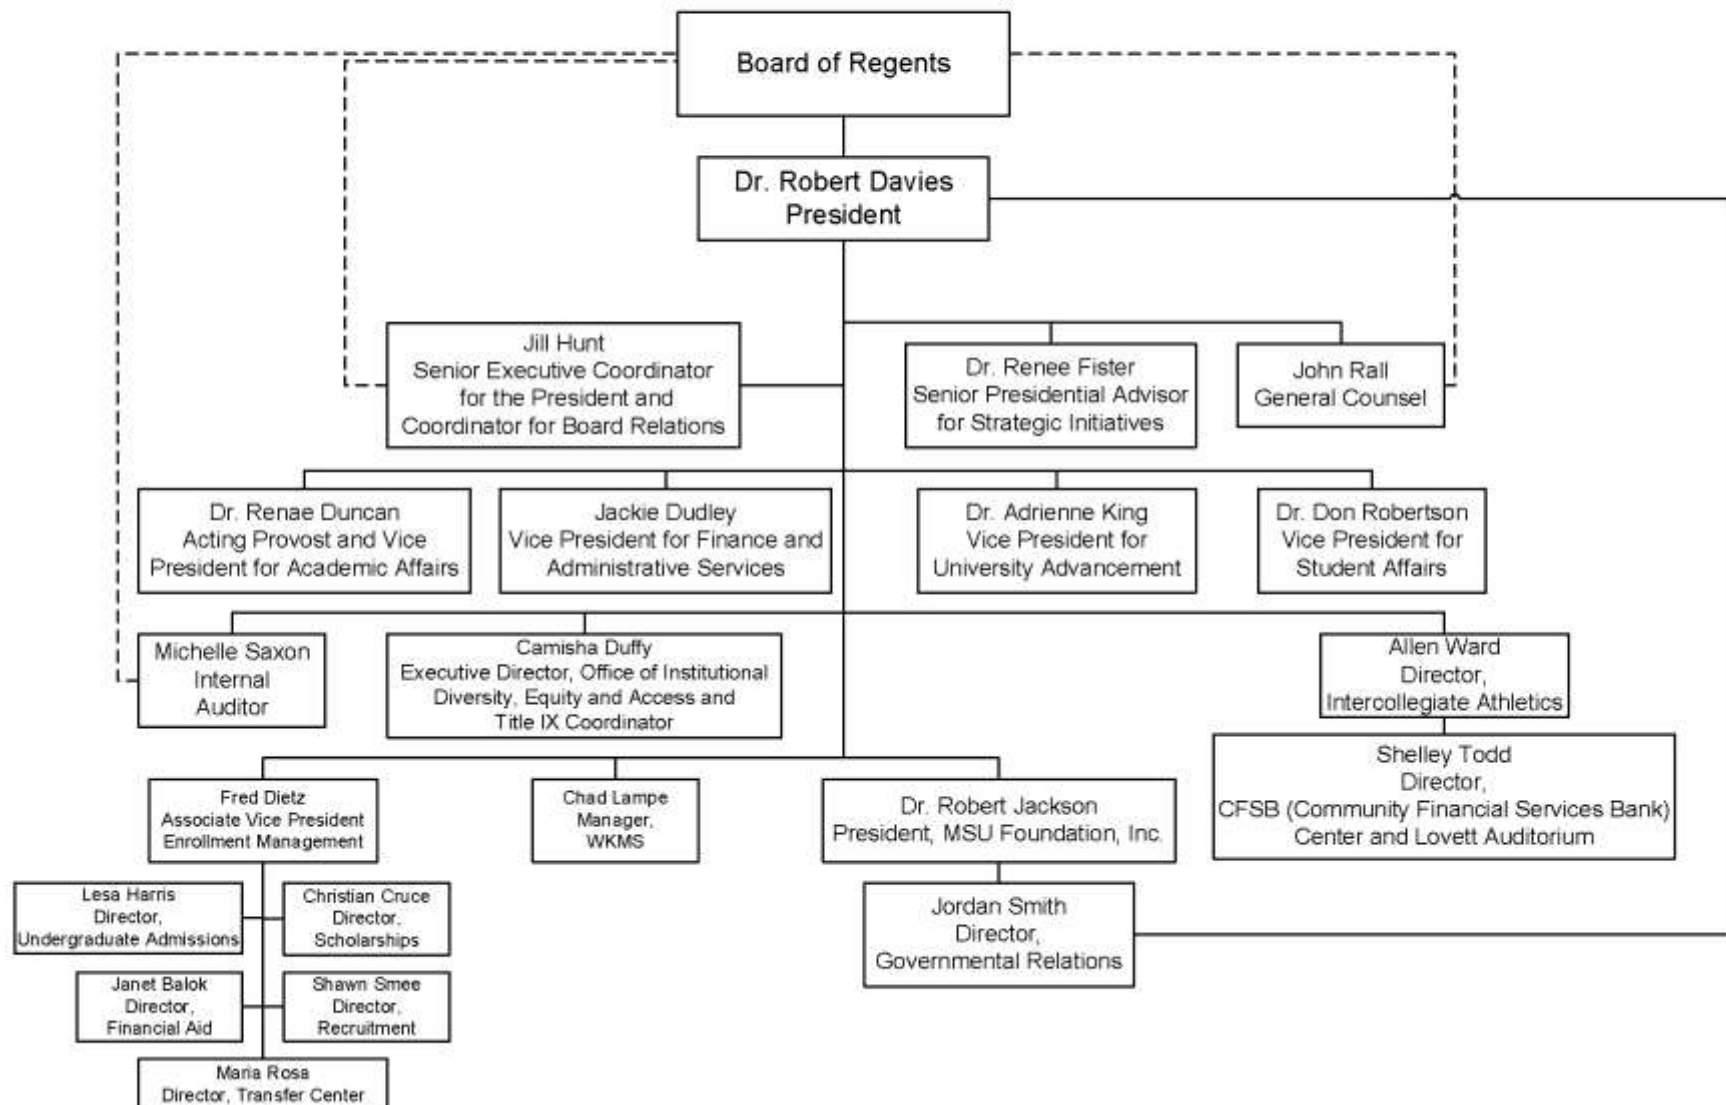 Board of Regents
Dr. Robert Davies
President
Jill Hunt
Senior Executive Coordinator
for the President and
Coordinator for Board Relations
Dr. Renee Fister
Senior Presidential Advisor
for Strategic Initiatives
John Rall
General Counsel
Dr. Renae Duncan
Acting Provost and Vice
President for Academic Affairs
Jackie Dudley
Vice President for Finance and
Administrative Services
Dr. Adrienne King
Vice President for
University Advancement
Dr. Don Robertson
Vice President for
Student Affairs
Michelle Saxon
Internal
Auditor
Camisha Duffy
Executive Director, Office of Institutional
Diversity, Equity and Access and
Title IX Coordinator
Allen Ward
Director,
Intercollegiate Athletics
Shelley Todd
Director,
CFSB (Community Financial Services Bank)
Center and Lovett Auditorium
Fred Dietz
Associate Vice President
Enrollment Management
Chad Lampe
Manager,
WKMS
Dr. Robert Jackson
President, MSU Foundation, Inc.
Jordan Smith
Director,
Governmental Relations
Lesa Harris
Director,
Undergraduate Admissions
Christian Cruce
Director,
Scholarships
Janet Balok
Director,
Financial Aid
Shawn Smee
Director,
Recruitment
Maria Rosa
Director, Transfer Center